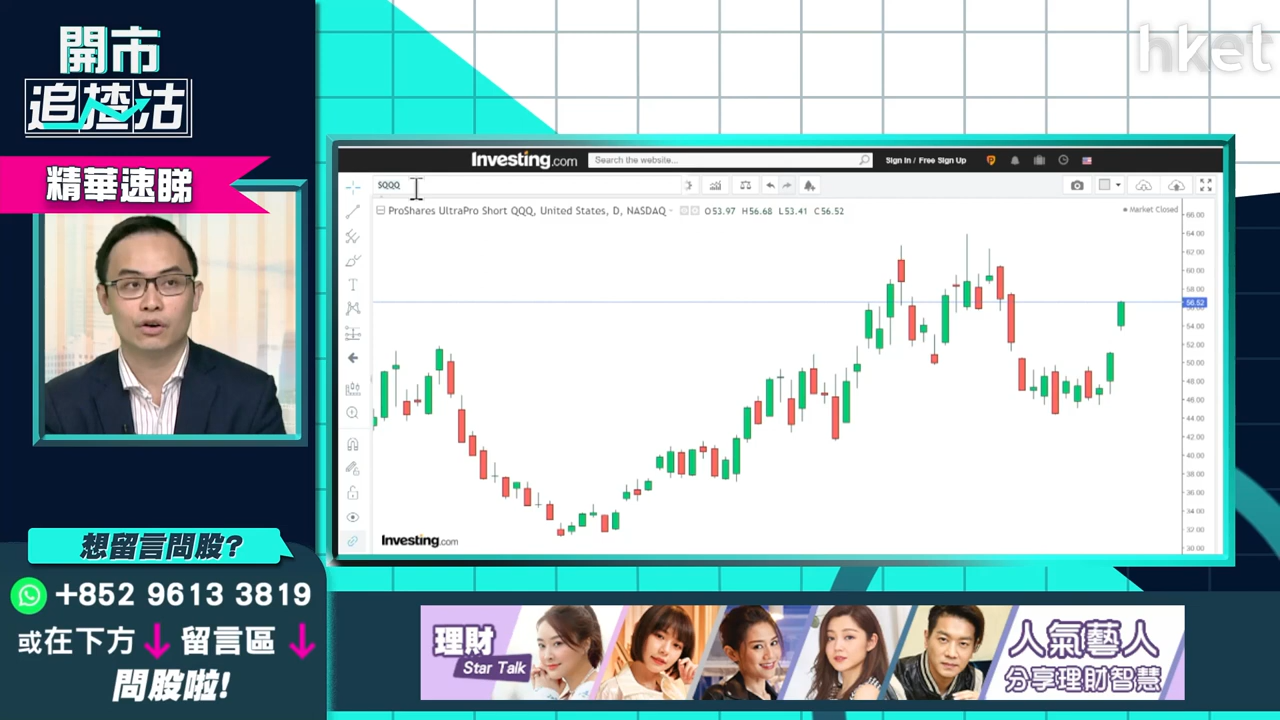 開市
追揸沽
精華速睇
想留言問股?
+852 9613 3819
或在下方
留言區
問股啦!
hket
Investing.com
Search the website...
Sign In / Free Sign Up
SQQQ
ProShares UltraPro Short QQQ, United States, D, NASDAQ
O53.97 H56.68 L53.41 C56.52
Market Closed
66.00
64.00
62.00
60.00
58.00
56.52
54.00
52.00
50.00
48.00
46.00
44.00
42.00
40.00
38.00
36.00
34.00
32.00
30.00
Investing.com
理財
Star Talk
人氣藝人
分享理財智慧